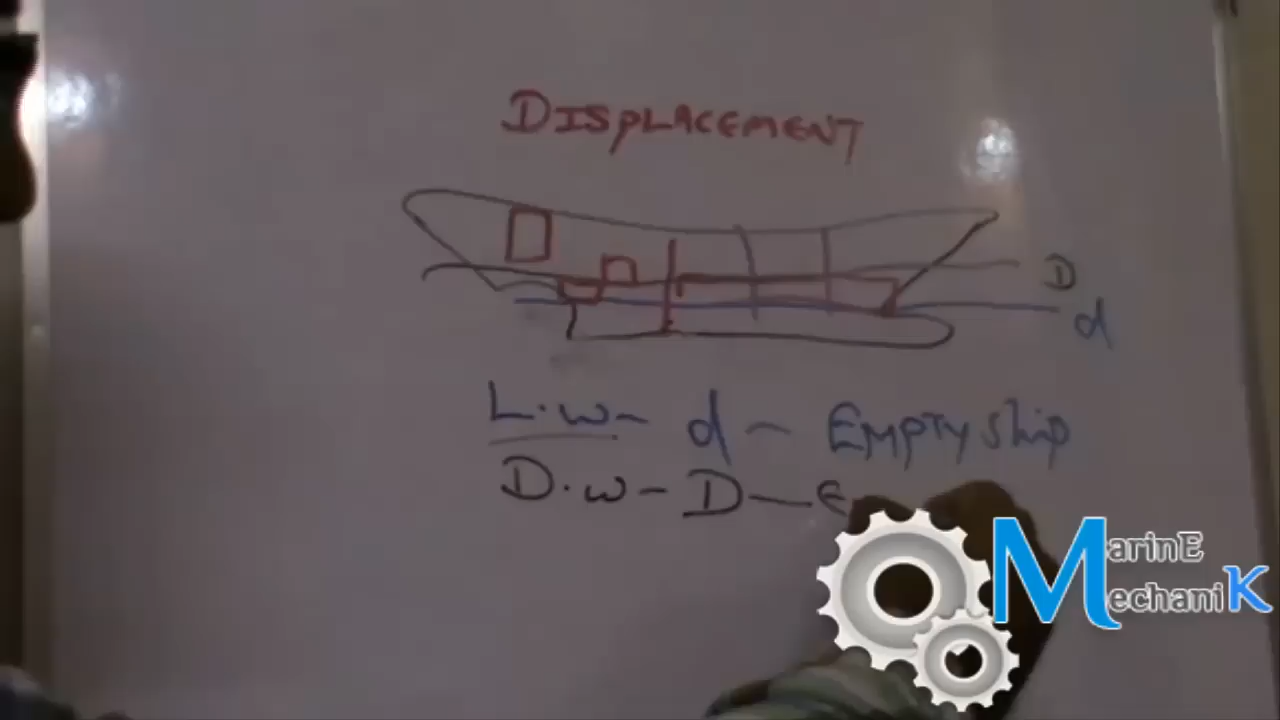 DISPLACEMENT
D
d
L.W- d - EMPTY ship
D.W - D - E
MarinE
MechaniK